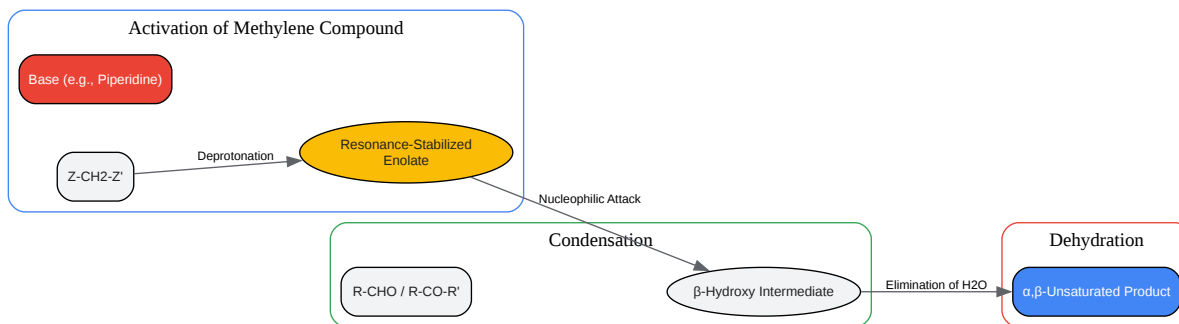 Activation of Methylene Compound
Base (e.g., Piperidine)
Z-CH2-Z'
Deprotonation
Resonance-Stabilized
Enolate
Nucleophilic Attack
Condensation
R-CHO / R-CO-R'
β-Hydroxy Intermediate
Elimination of H2O
Dehydration
α,β-Unsaturated Product